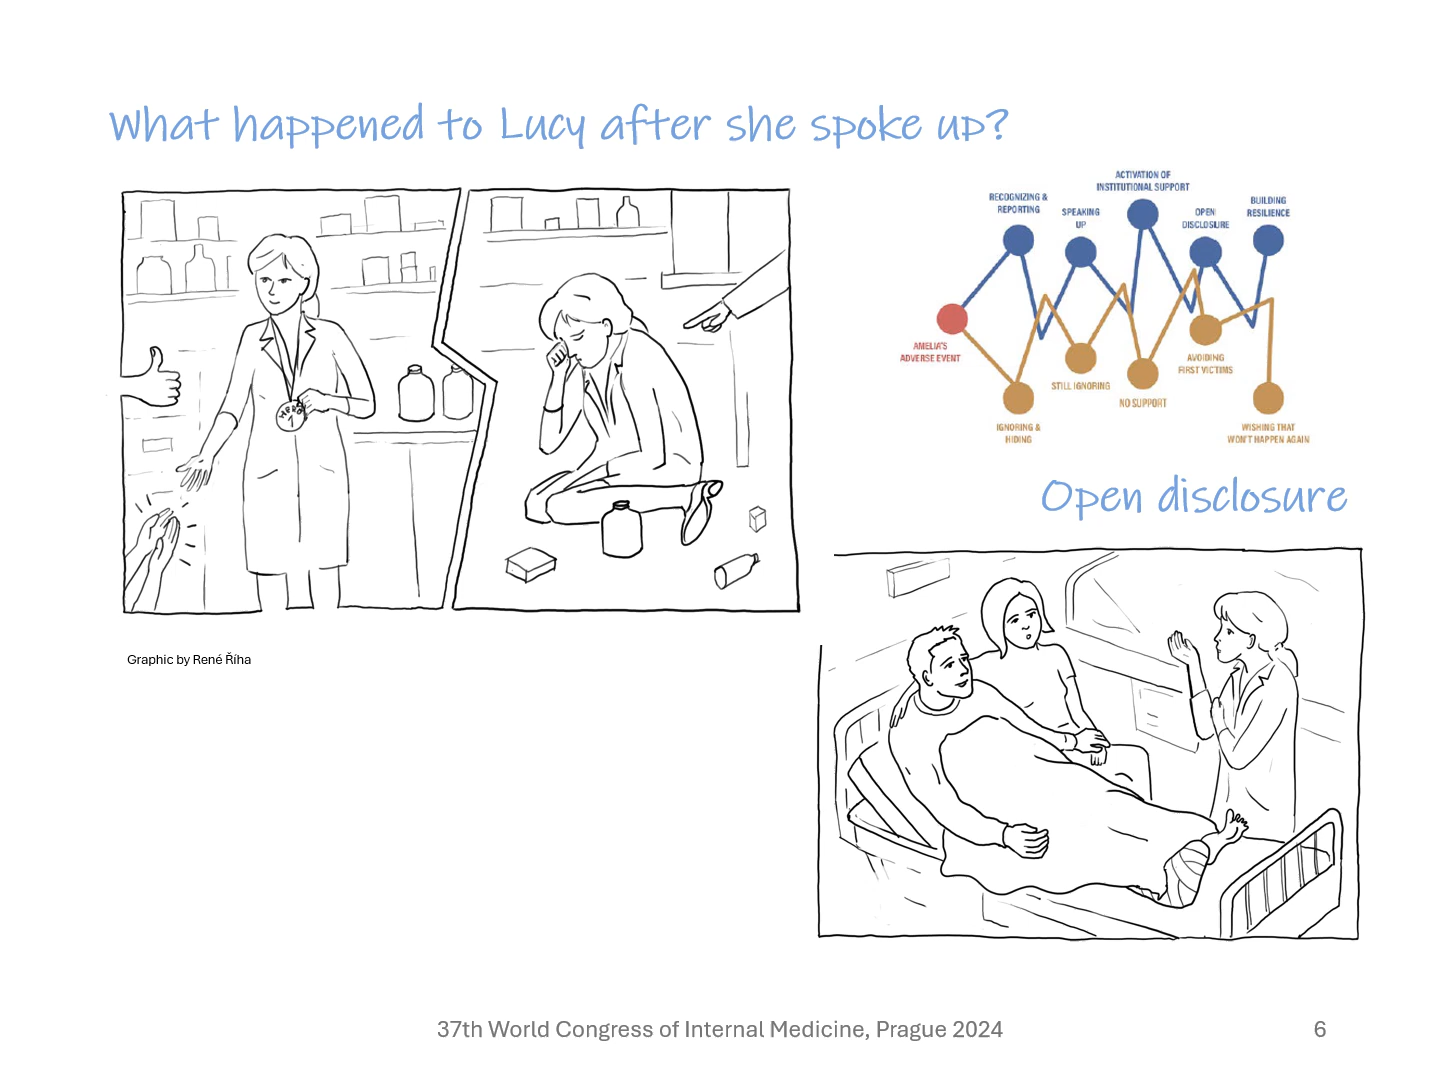 What happened to Lucy after she spoke up?
ACTIVATION OF
INSTITUTIONAL SUPPORT
RECOGNIZING &
REPORTING
SPEAKING
UP
OPEN
DISCLOSURE
BUILDING
RESILIENCE
AMELIA'S
ADVERSE EVENT
STILL IGNORING
NO SUPPORT
AVOIDING
FIRST VICTIMS
IGNORING &
HIDING
WISHING THAT
WON'T HAPPEN AGAIN
HERO
1
Open disclosure
Graphic by René Říha
37th World Congress of Internal Medicine, Prague 2024
6